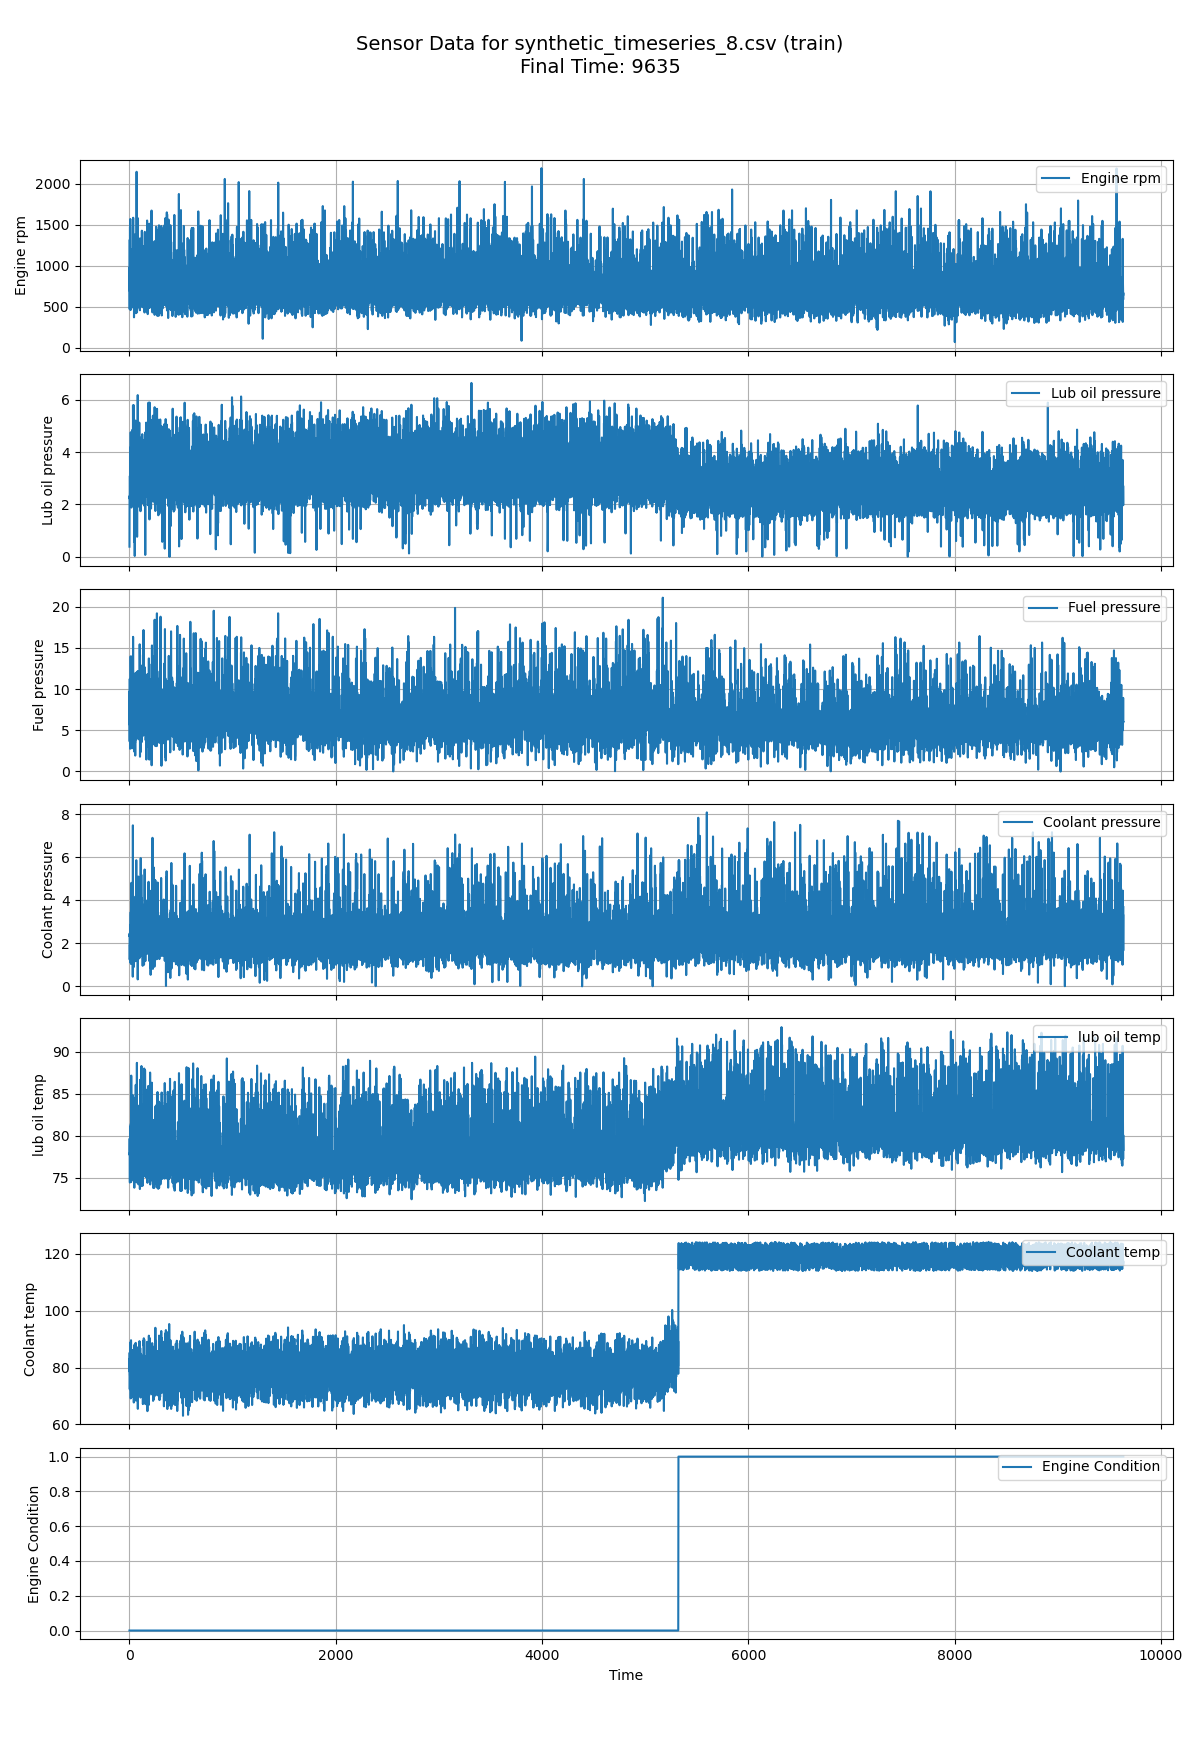 Sensor Data for synthetic_timeseries_8.csv (train)
Final Time: 9635
Engine rpm
2000
1500
1000
500
0
Engine rpm
Lub oil pressure
6
4
2
0
Lub oil pressure
Fuel pressure
20
15
10
5
0
Fuel pressure
Coolant pressure
8
6
4
2
0
Coolant pressure
lub oil temp
90
85
80
75
lub oil temp
Coolant temp
120
100
80
60
Coolant temp
Engine Condition
1.0
0.8
0.6
0.4
0.2
0.0
Engine Condition
0 2000 4000 6000 8000 10000
Time